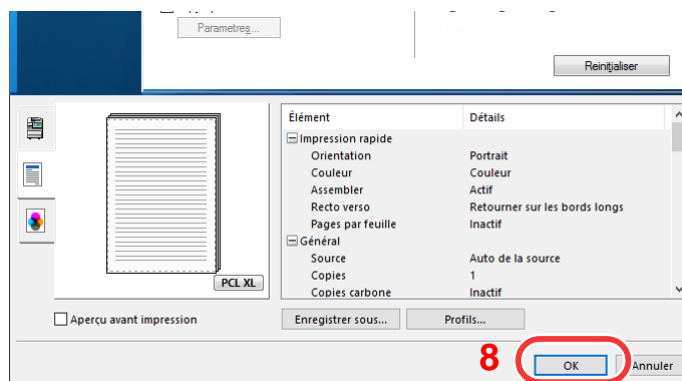 Parametres...
Reinitjaliser
Élément Détails
Impression rapide
Orientation Portrait
Couleur Couleur
Assembler Actif
Recto verso Retourner sur les bords longs
Pages par feuille Inactif
Général
Source Auto de la source
Copies 1
Copies carbone Inactif
PCL XL
Aperçu avant impression
Enregistrer sous... Profils...
8 OK Annuler